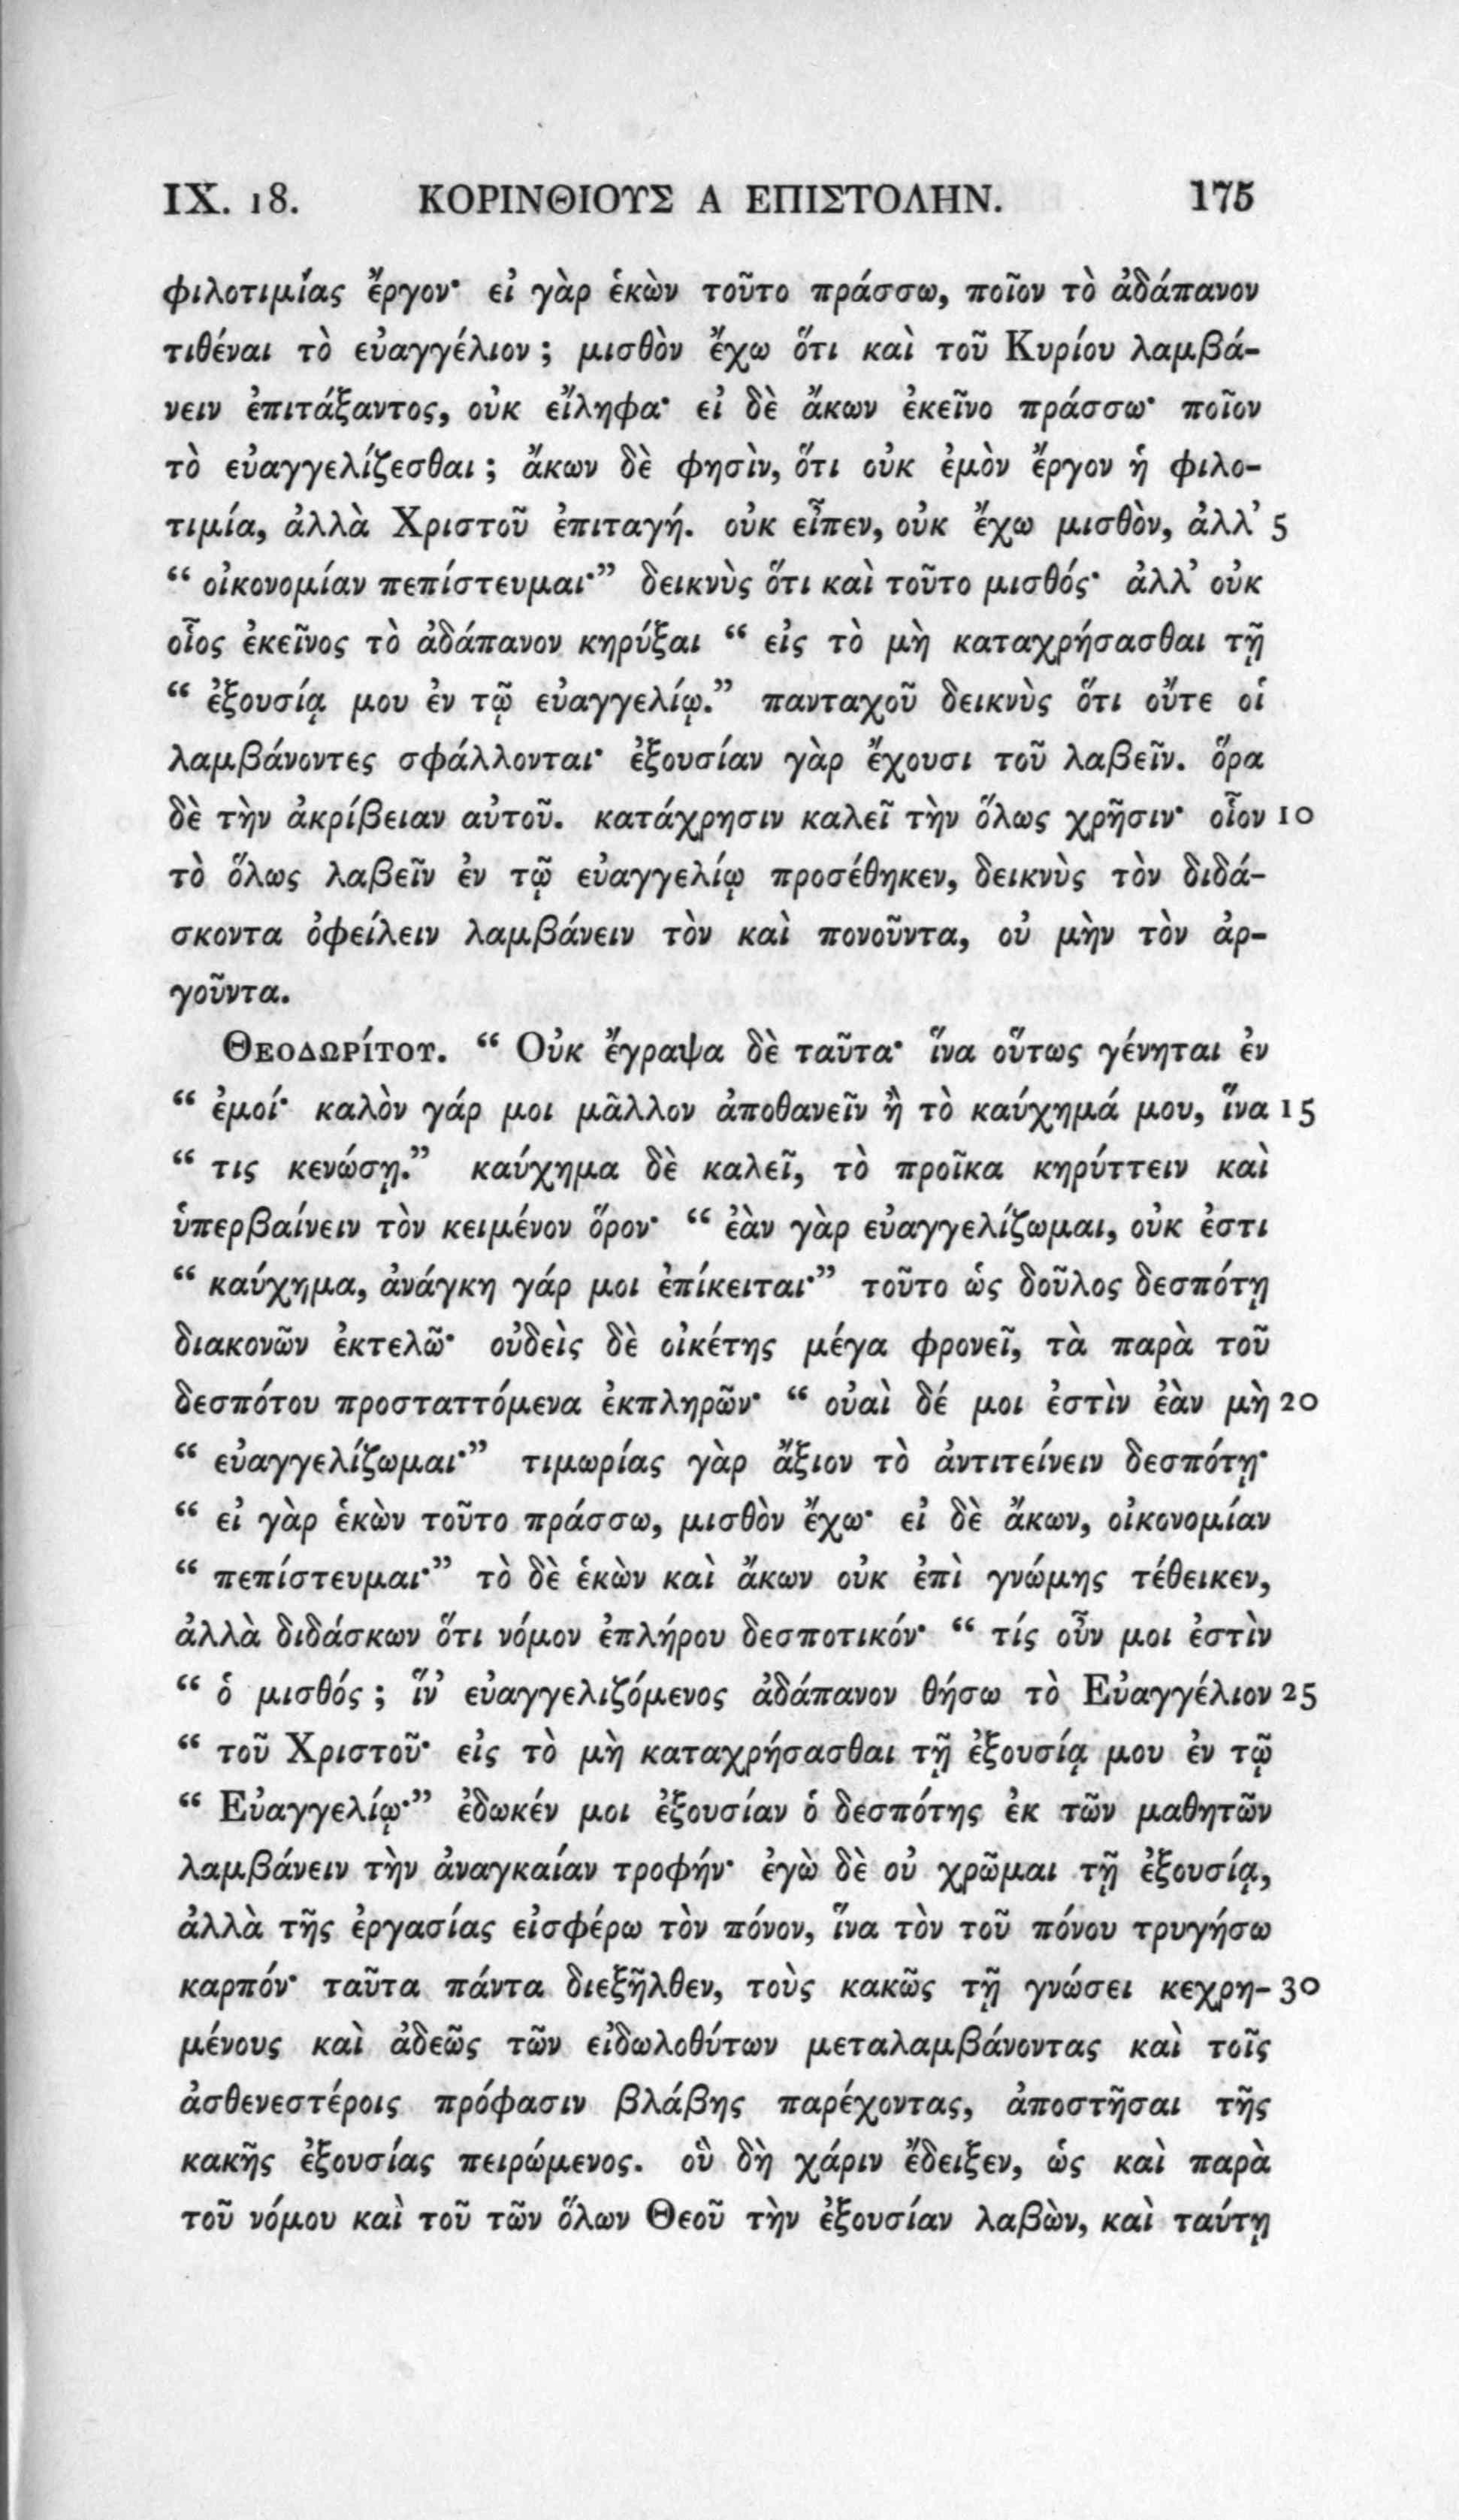 IX. 18. ΚΟΡΙΝΘΙΟΥΣ Α ΕΠΙΣΤΟΛΗΝ. 175
φιλοτιμίας ἔργον· εἰ γὰρ ἑκὼν τοῦτο πράσσω, ποῖον τὸ ἀδάπανον
τιθέναι τὸ εὐαγγέλιον; μισθὸν ἔχω ὅτι καὶ τοῦ Κυρίου λαμβά-
νειν ἐπιτάξαντος, οὐκ εἴληφα· εἰ δὲ ἄκων ἐκεῖνο πράσσω· ποῖον
τὸ εὐαγγελίζεσθαι; ἄκων δὲ φησὶν, ὅτι οὐκ ἐμὸν ἔργον ἡ φιλο-
τιμία, ἀλλὰ Χριστοῦ ἐπιταγή. οὐκ εἶπεν, οὐκ ἔχω μισθὸν, ἀλλ’ 5
“ οἰκονομίαν πεπίστευμαι·” δεικνὺς ὅτι καὶ τοῦτο μισθός· ἀλλ’ οὐκ
οἷος ἐκεῖνος τὸ ἀδάπανον κηρύξαι “ εἰς τὸ μὴ καταχρήσασθαι τῇ
“ ἐξουσίᾳ μου ἐν τῷ εὐαγγελίῳ.” πανταχοῦ δεικνὺς ὅτι οὔτε οἱ
λαμβάνοντες σφάλλονται· ἐξουσίαν γὰρ ἔχουσι τοῦ λαβεῖν. ὅρα
δὲ τὴν ἀκρίβειαν αὐτοῦ. κατάχρησιν καλεῖ τὴν ὅλως χρῆσιν· οἷον 10
τὸ ὅλως λαβεῖν ἐν τῷ εὐαγγελίῳ προσέθηκεν, δεικνὺς τὸν διδά-
σκοντα ὀφείλειν λαμβάνειν τὸν καὶ πονοῦντα, οὐ μὴν τὸν ἀρ-
γοῦντα.
Θεοδωρίτου. “ Οὐκ ἔγραψα δὲ ταῦτα· ἵνα οὕτως γένηται ἐν
“ ἐμοί· καλὸν γάρ μοι μᾶλλον ἀποθανεῖν ἢ τὸ καύχημά μου, ἵνα 15
“ τις κενώσῃ.” καύχημα δὲ καλεῖ, τὸ προῖκα κηρύττειν καὶ
ὑπερβαίνειν τὸν κειμένον ὅρον· “ ἐὰν γὰρ εὐαγγελίζωμαι, οὐκ ἐστι
“ καύχημα, ἀνάγκη γάρ μοι ἐπίκειται·” τοῦτο ὡς δοῦλος δεσπότῃ
διακονῶν ἐκτελῶ· οὐδεὶς δὲ οἰκέτης μέγα φρονεῖ, τὰ παρὰ τοῦ
δεσπότου προσταττόμενα ἐκπληρῶν· “ οὐαὶ δέ μοι ἐστὶν ἐὰν μὴ 20
“ εὐαγγελίζωμαι·” τιμωρίας γὰρ ἄξιον τὸ ἀντιτείνειν δεσπότῃ·
“ εἰ γὰρ ἑκὼν τοῦτο πράσσω, μισθὸν ἔχω· εἰ δὲ ἄκων, οἰκονομίαν
“ πεπίστευμαι·” τὸ δὲ ἑκὼν καὶ ἄκων οὐκ ἐπὶ γνώμης τέθεικεν,
ἀλλὰ διδάσκων ὅτι νόμον ἐπλήρου δεσποτικόν· “ τίς οὖν μοι ἐστὶν
“ ὁ μισθός; ἵν’ εὐαγγελιζόμενος ἀδάπανον θήσω τὸ Εὐαγγέλιον 25
“ τοῦ Χριστοῦ· εἰς τὸ μὴ καταχρήσασθαι τῇ ἐξουσίᾳ μου ἐν τῷ
“ Εὐαγγελίῳ·” ἐδωκέν μοι ἐξουσίαν ὁ δεσπότης ἐκ τῶν μαθητῶν
λαμβάνειν τὴν ἀναγκαίαν τροφήν· ἐγὼ δὲ οὐ χρῶμαι τῇ ἐξουσίᾳ,
ἀλλὰ τῆς ἐργασίας εἰσφέρω τὸν πόνον, ἵνα τὸν τοῦ πόνου τρυγήσω
καρπόν· ταῦτα πάντα διεξῆλθεν, τοὺς κακῶς τῇ γνώσει κεχρη- 30
μένους καὶ ἀδεῶς τῶν εἰδωλοθύτων μεταλαμβάνοντας καὶ τοῖς
ἀσθενεστέροις πρόφασιν βλάβης παρέχοντας, ἀποστῆσαι τῆς
κακῆς ἐξουσίας πειρώμενος. οὗ δὴ χάριν ἔδειξεν, ὡς καὶ παρὰ
τοῦ νόμου καὶ τοῦ τῶν ὅλων Θεοῦ τὴν ἐξουσίαν λαβὼν, καὶ ταύτῃ